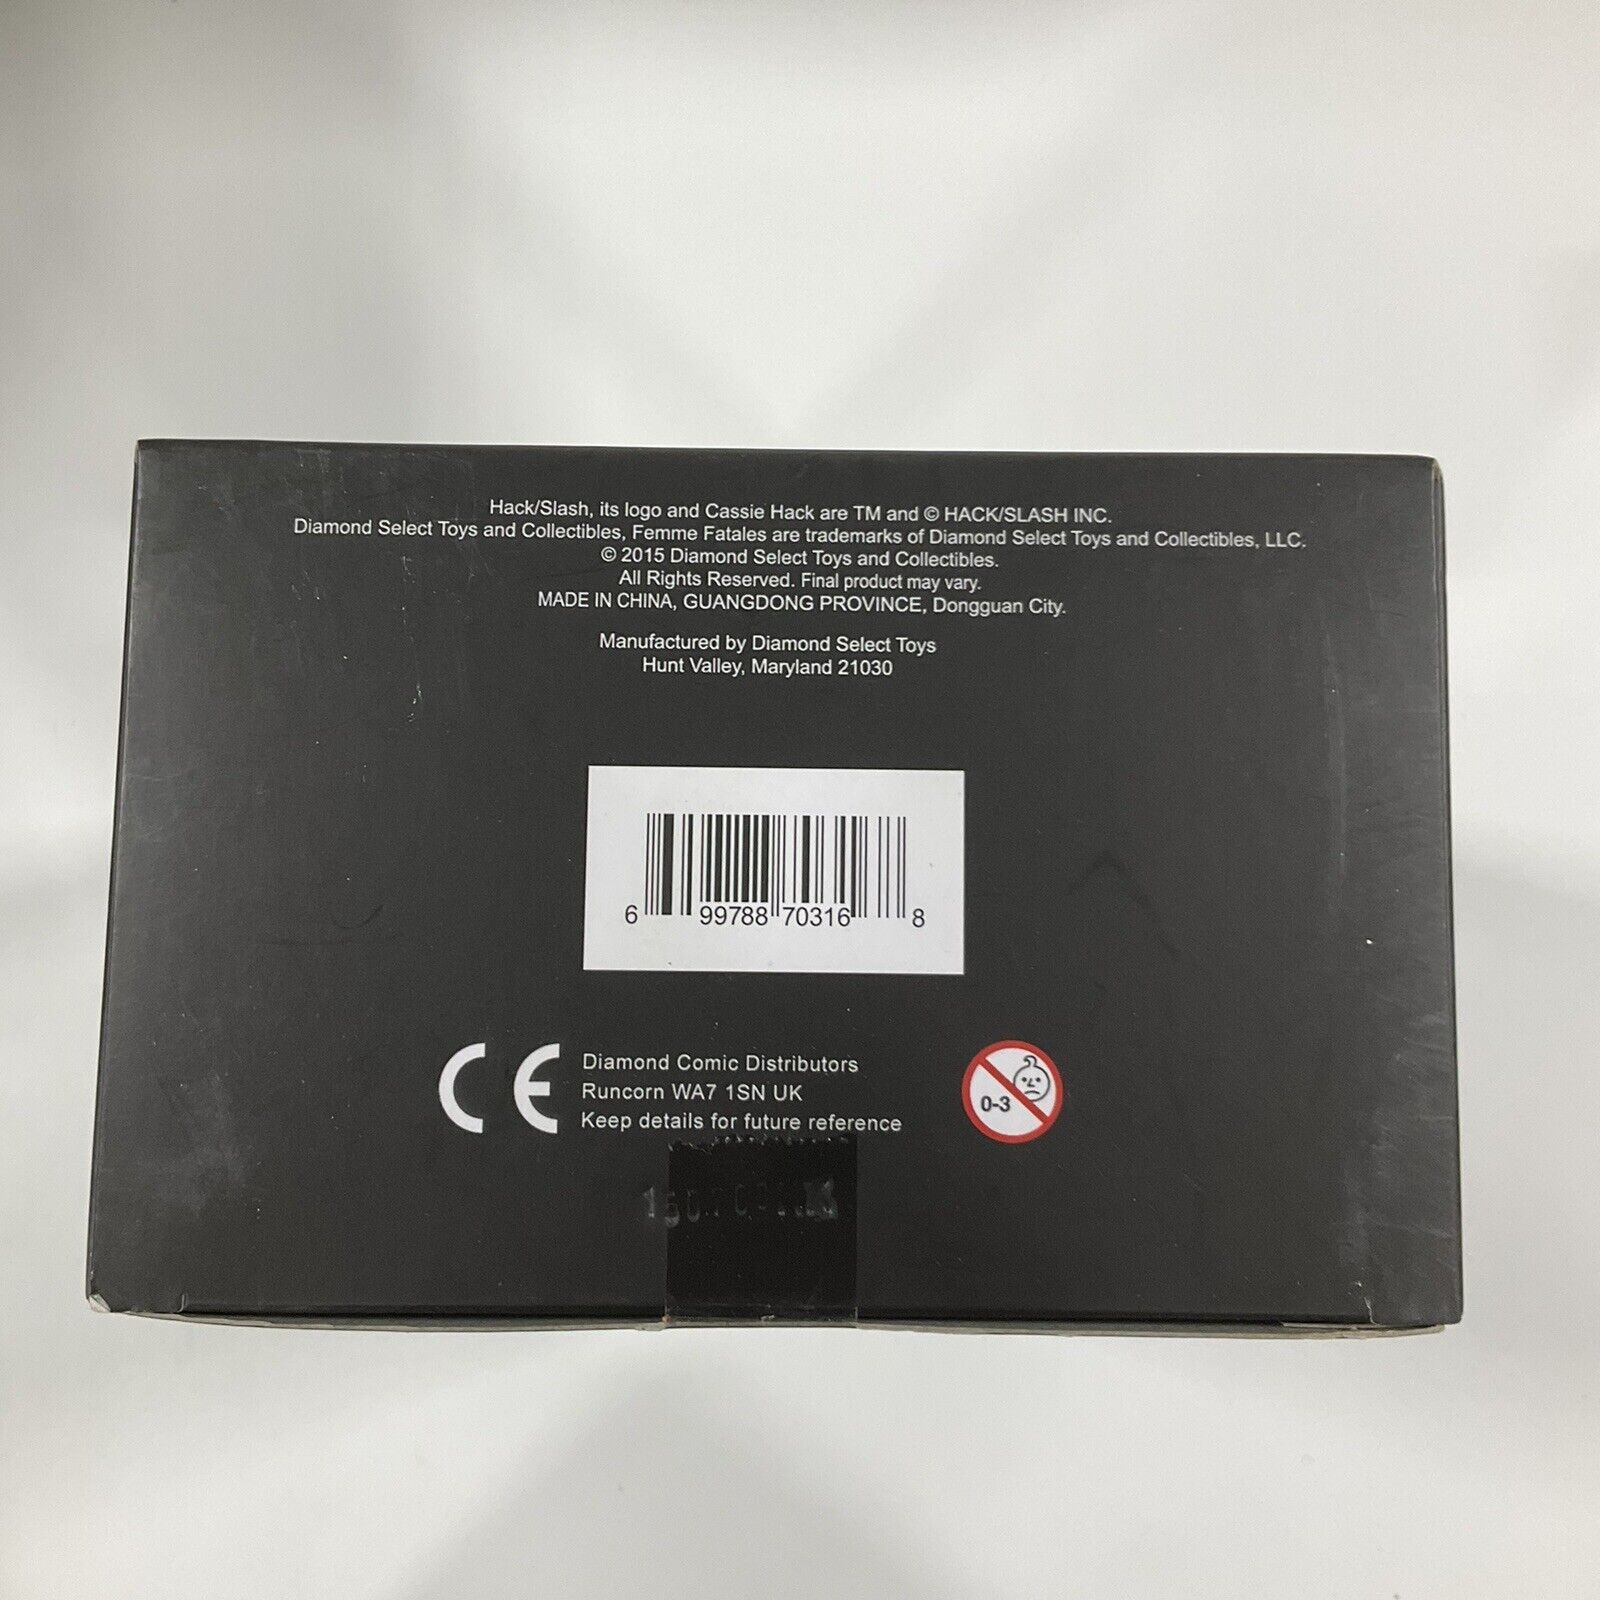 Hack/Slash, its logo and Cassie Hack are TM and © HACK/SLASH INC.
Diamond Select Toys and Collectibles, Femme Fatales are trademarks of Diamond Select Toys and Collectibles, LLC.
© 2015 Diamond Select Toys and Collectibles.
All Rights Reserved. Final product may vary.
MADE IN CHINA, GUANGDONG PROVINCE, Dongguan City.
Manufactured by Diamond Select Toys
Hunt Valley, Maryland 21030
6 99788 70316 8
CE
Diamond Comic Distributors
Runcorn WA7 1SN UK
Keep details for future reference
0-3